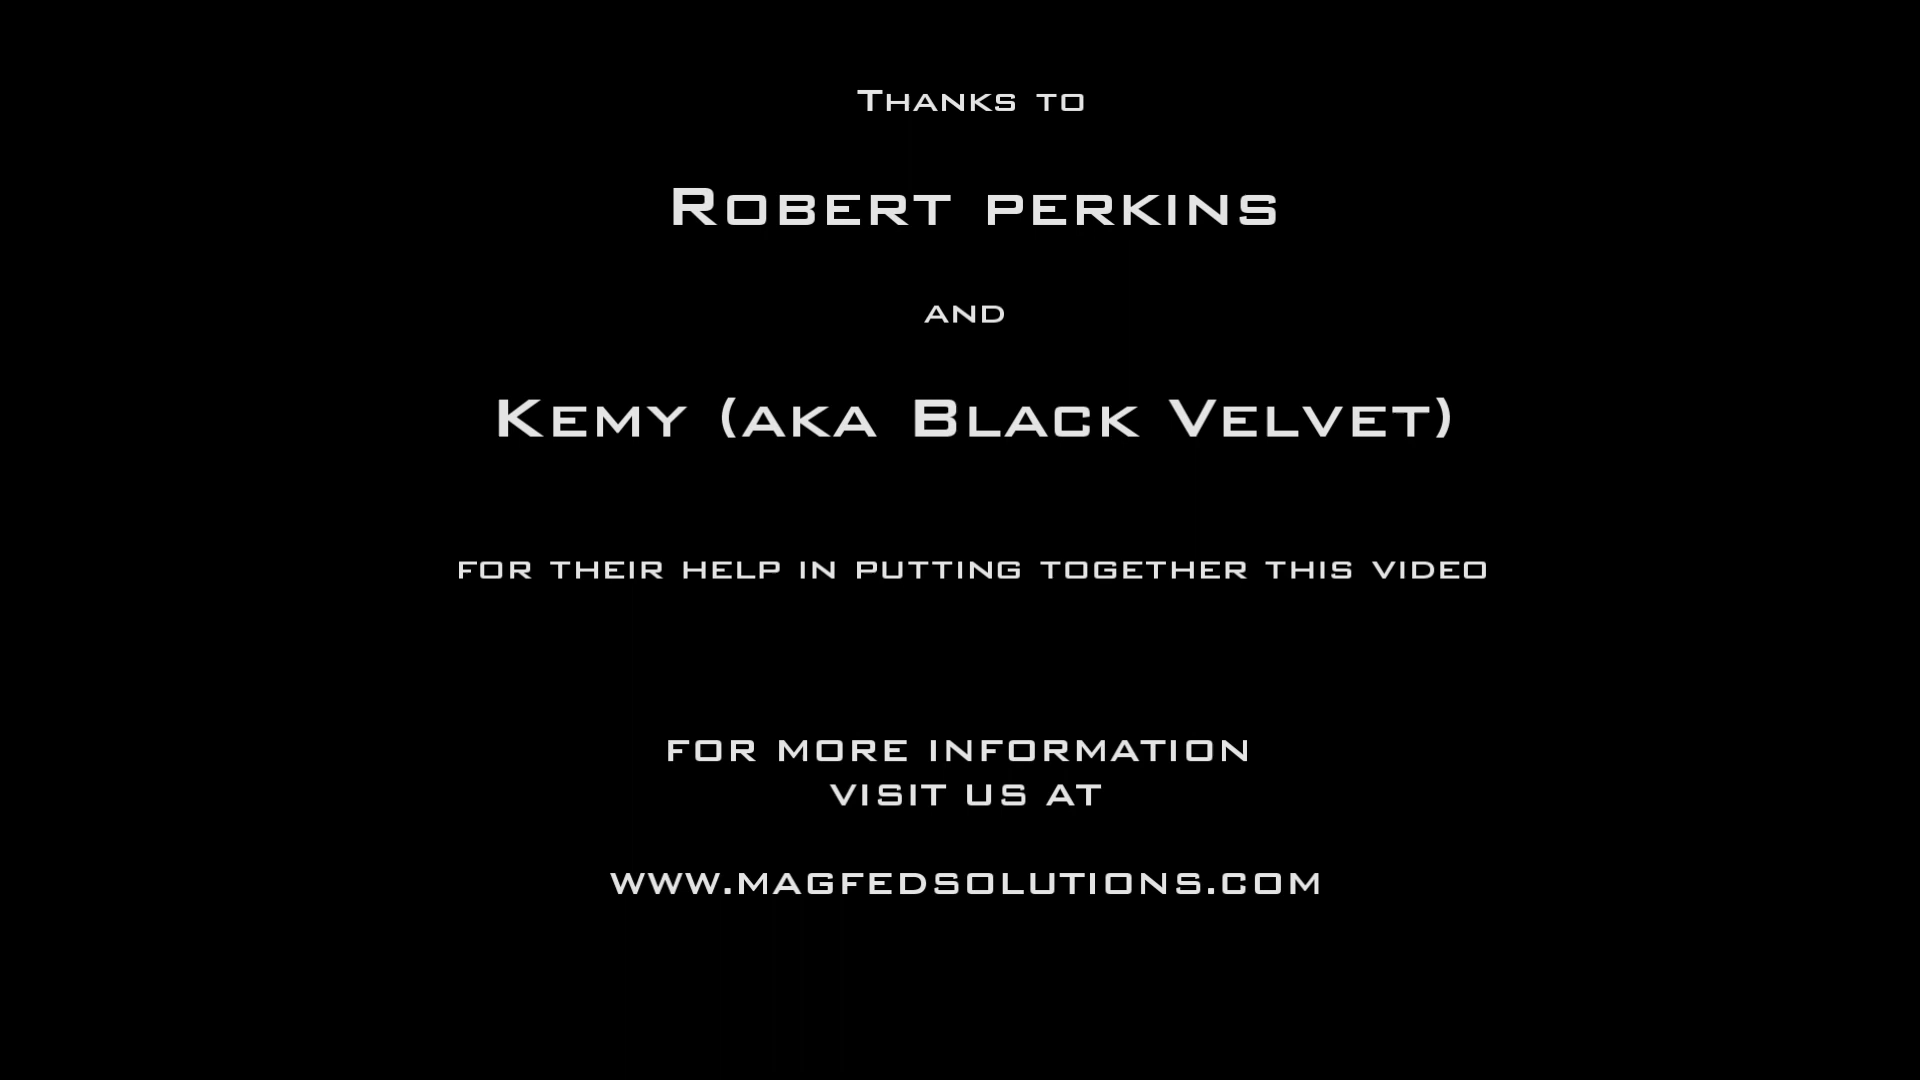 Thanks to
Robert perkins
and
Kemy (aka Black Velvet)
for their help in putting together this video
for more information
visit us at
www.magfedsolutions.com